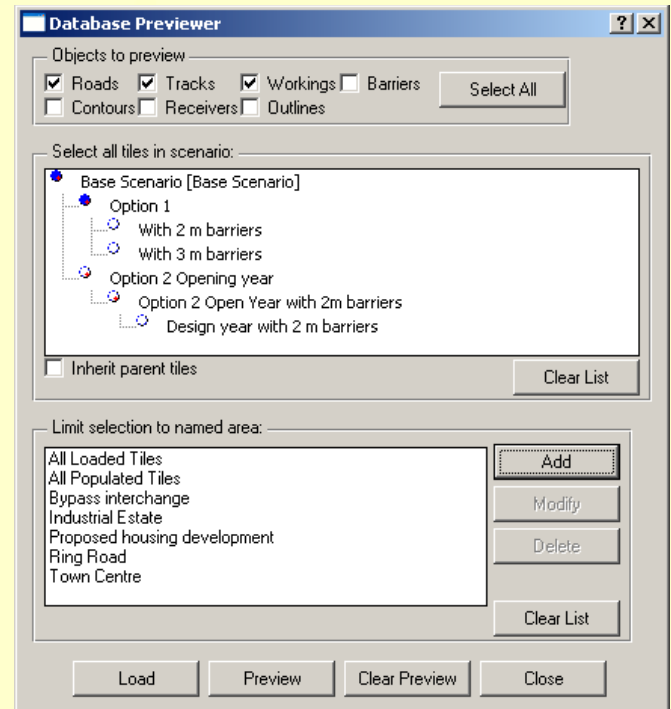 Database Previewer
Objects to preview
Roads Tracks Workings Barriers
Select All
Contours Receivers Outlines
Select all tiles in scenario:
Base Scenario [Base Scenario]
Option 1
With 2 m barriers
With 3 m barriers
Option 2 Opening year
Option 2 Open Year with 2m barriers
Design year with 2 m barriers
Inherit parent tiles
Clear List
Limit selection to named area:
All Loaded Tiles
All Populated Tiles
Bypass interchange
Industrial Estate
Proposed housing development
Ring Road
Town Centre
Add
Modify
Delete
Clear List
Load Preview Clear Preview Close